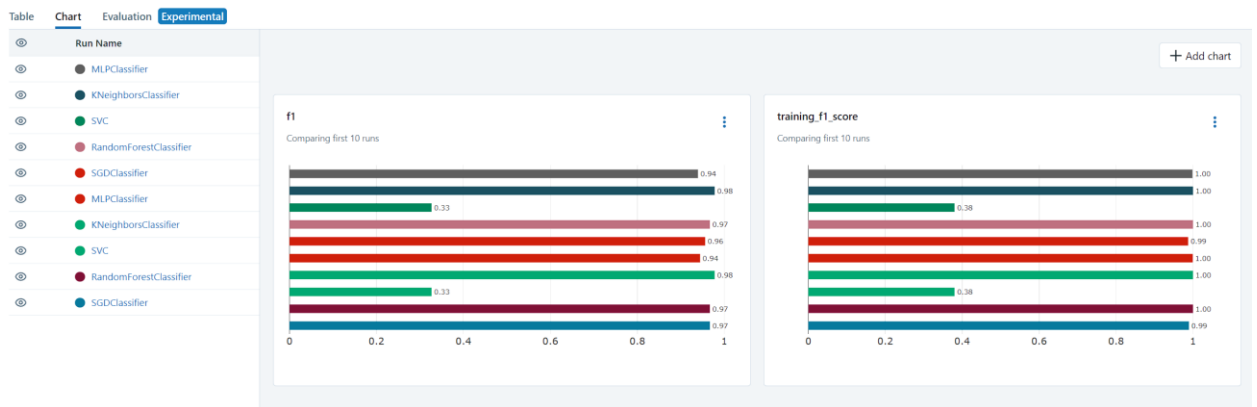 Table Chart Evaluation Experimental
Run Name
MLPClassifier
KNeighborsClassifier
SVC
RandomForestClassifier
SGDClassifier
MLPClassifier
KNeighborsClassifier
SVC
RandomForestClassifier
SGDClassifier
+ Add chart
f1
Comparing first 10 runs
0.94
0.98
0.33
0.97
0.96
0.94
0.98
0.33
0.97
0.97
0 0.2 0.4 0.6 0.8 1
training_f1_score
Comparing first 10 runs
1.00
1.00
0.38
1.00
0.99
1.00
1.00
0.38
1.00
0.99
0 0.2 0.4 0.6 0.8 1